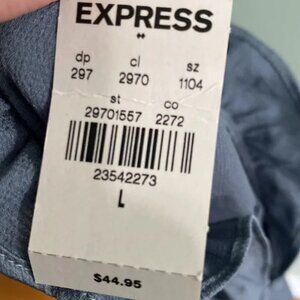 EXPRESS
dp cl sz
297 2970 1104
st co
29701557 2272
23542273
L
$44.95